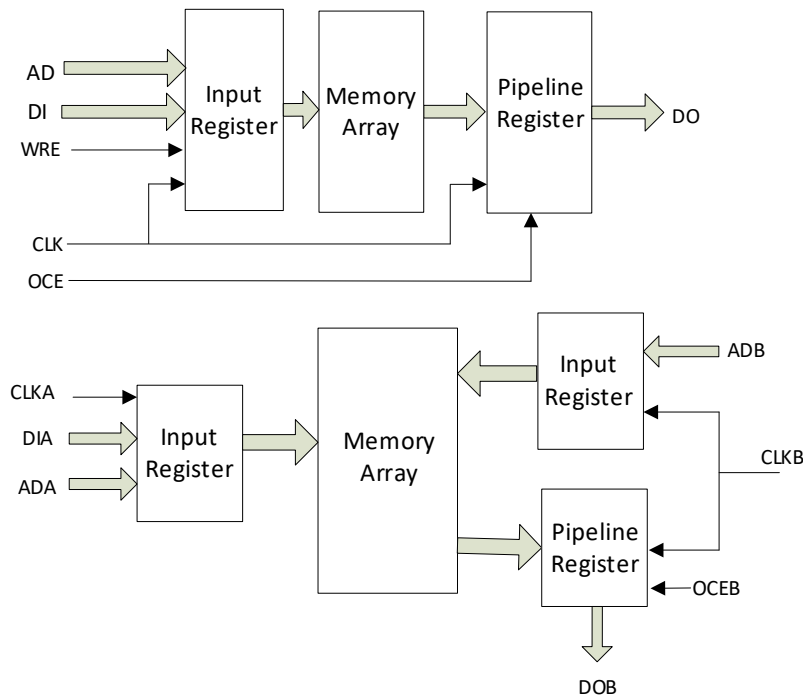 AD
DI
WRE
CLK
OCE
Input
Register
Memory
Array
Pipeline
Register
DO
CLKA
DIA
ADA
Input
Register
Memory
Array
Input
Register
ADB
CLKB
Pipeline
Register
OCEB
DOB